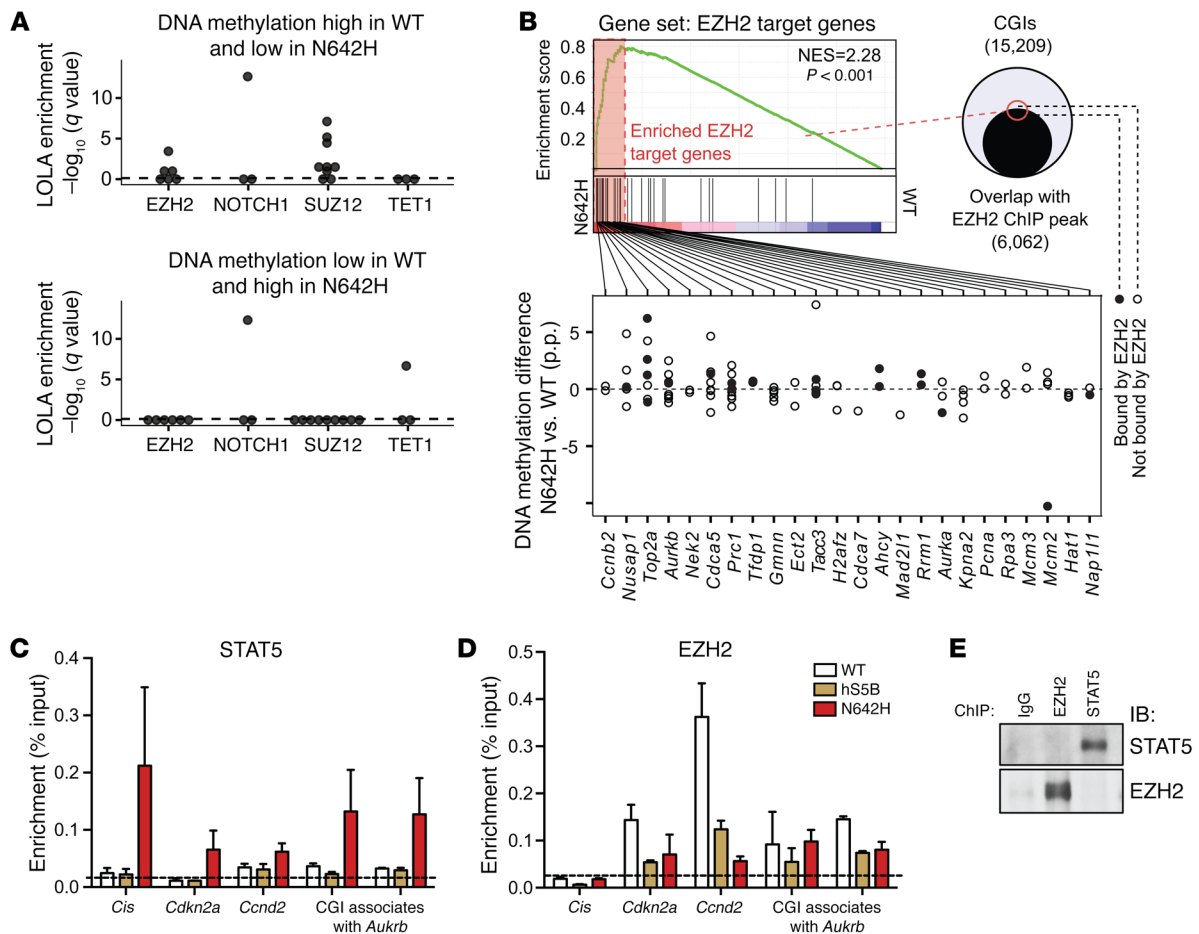 A
DNA methylation high in WT
and low in N642H
LOLA enrichment
–log10 (q value)
10
5
0
EZH2
NOTCH1
SUZ12
TET1
DNA methylation low in WT
and high in N642H
LOLA enrichment
–log10 (q value)
10
5
0
EZH2
NOTCH1
SUZ12
TET1
B
Gene set: EZH2 target genes
Enrichment score
0.8
0.6
0.4
0.2
NES=2.28
P < 0.001
Enriched EZH2
target genes
N642H
WT
CGIs
(15,209)
Overlap with
EZH2 ChIP peak
(6,062)
Bound by EZH2
Not bound by EZH2
DNA methylation difference
N642H vs. WT (p.p.)
5
0
-5
Ccnb2
Nusap1
Top2a
Aurkb
Nek2
Cdca5
Prc1
Tfdp1
Gmnn
Ect2
Tacc3
H2afz
Cdca7
Ahcy
Mad2l1
Rrm1
Aurka
Kpna2
Pcna
Rpa3
Mcm3
Mcm2
Hat1
Nap1l1
C
STAT5
Enrichment (% input)
0.4
0.3
0.2
0.1
0.0
Cis
Cdkn2a
Ccnd2
CGI associates
with Aukrb
D
EZH2
Enrichment (% input)
0.5
0.4
0.3
0.2
0.1
0.0
WT
hS5B
N642H
Cis
Cdkn2a
Ccnd2
CGI associates
with Aukrb
E
ChIP:
IgG
EZH2
STAT5
IB:
STAT5
EZH2